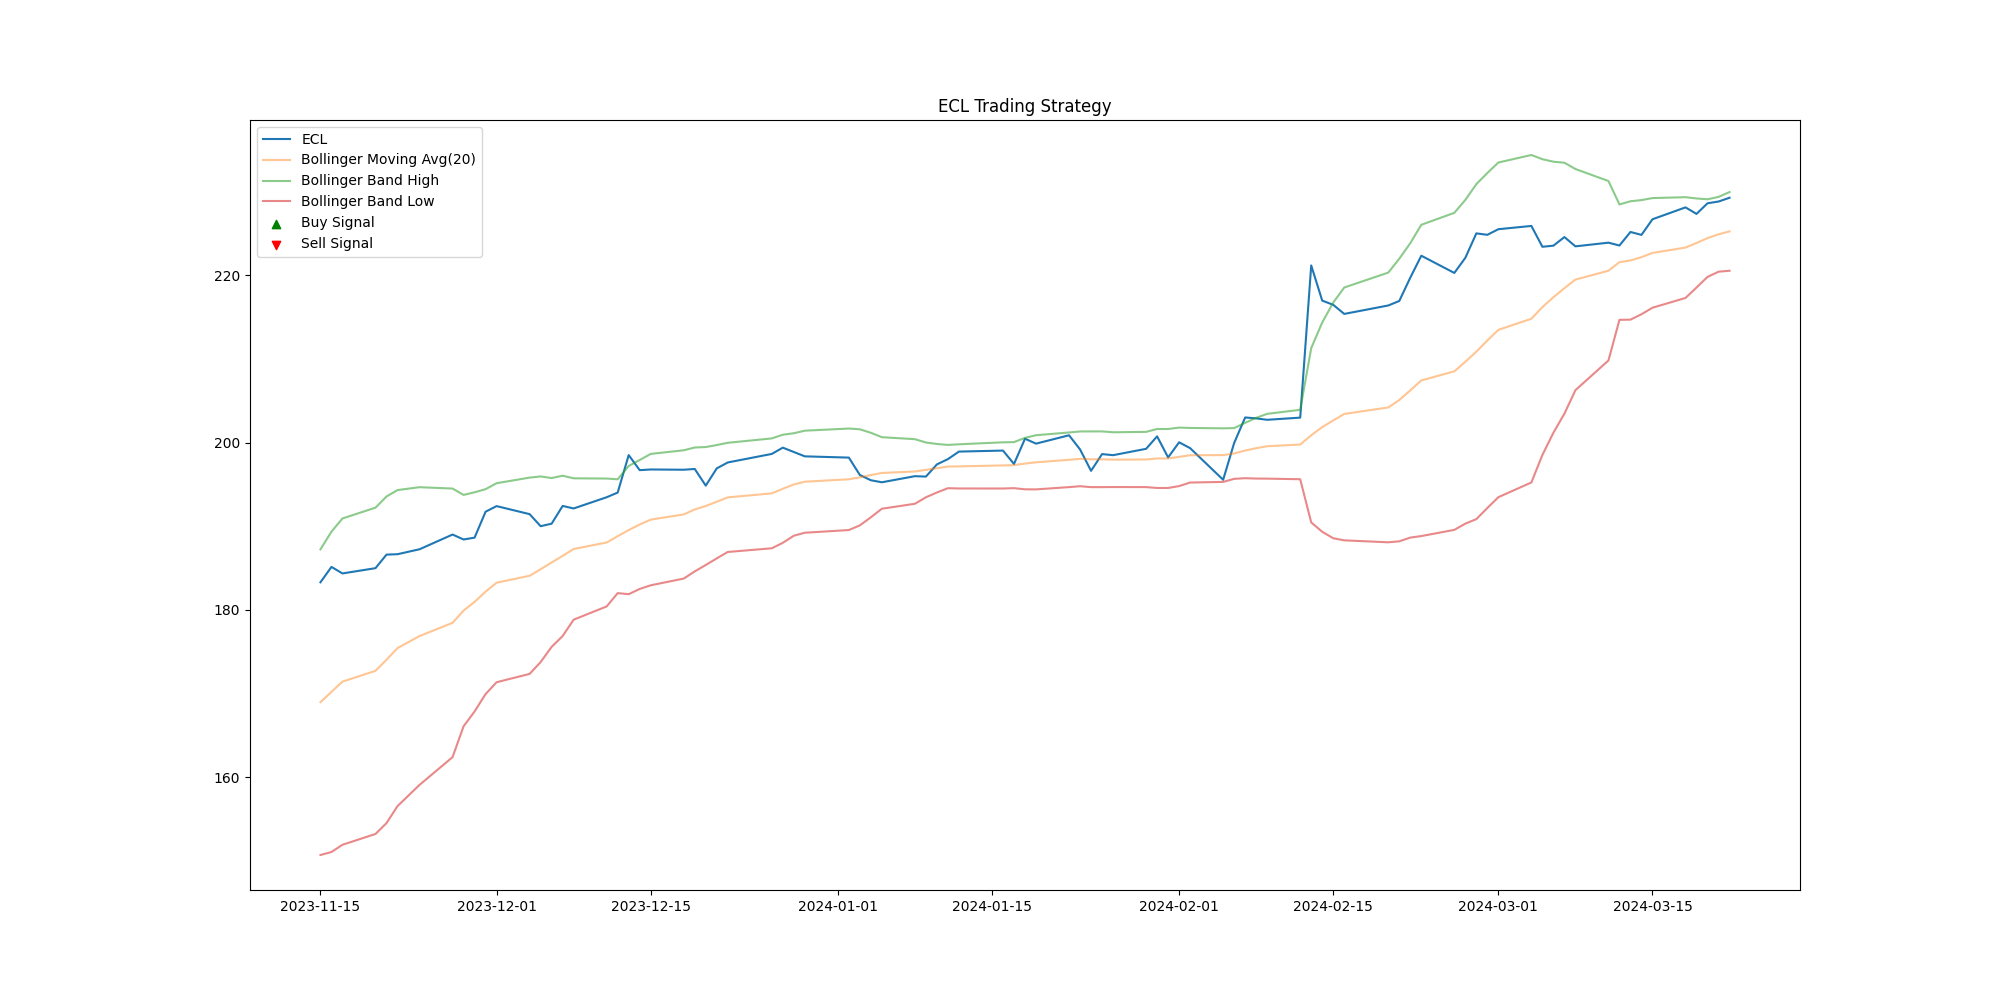 ECL Trading Strategy
ECL
Bollinger Moving Avg(20)
Bollinger Band High
Bollinger Band Low
Buy Signal
Sell Signal
220
200
180
160
2023-11-15 2023-12-01 2023-12-15 2024-01-01 2024-01-15 2024-02-01 2024-02-15 2024-03-01 2024-03-15